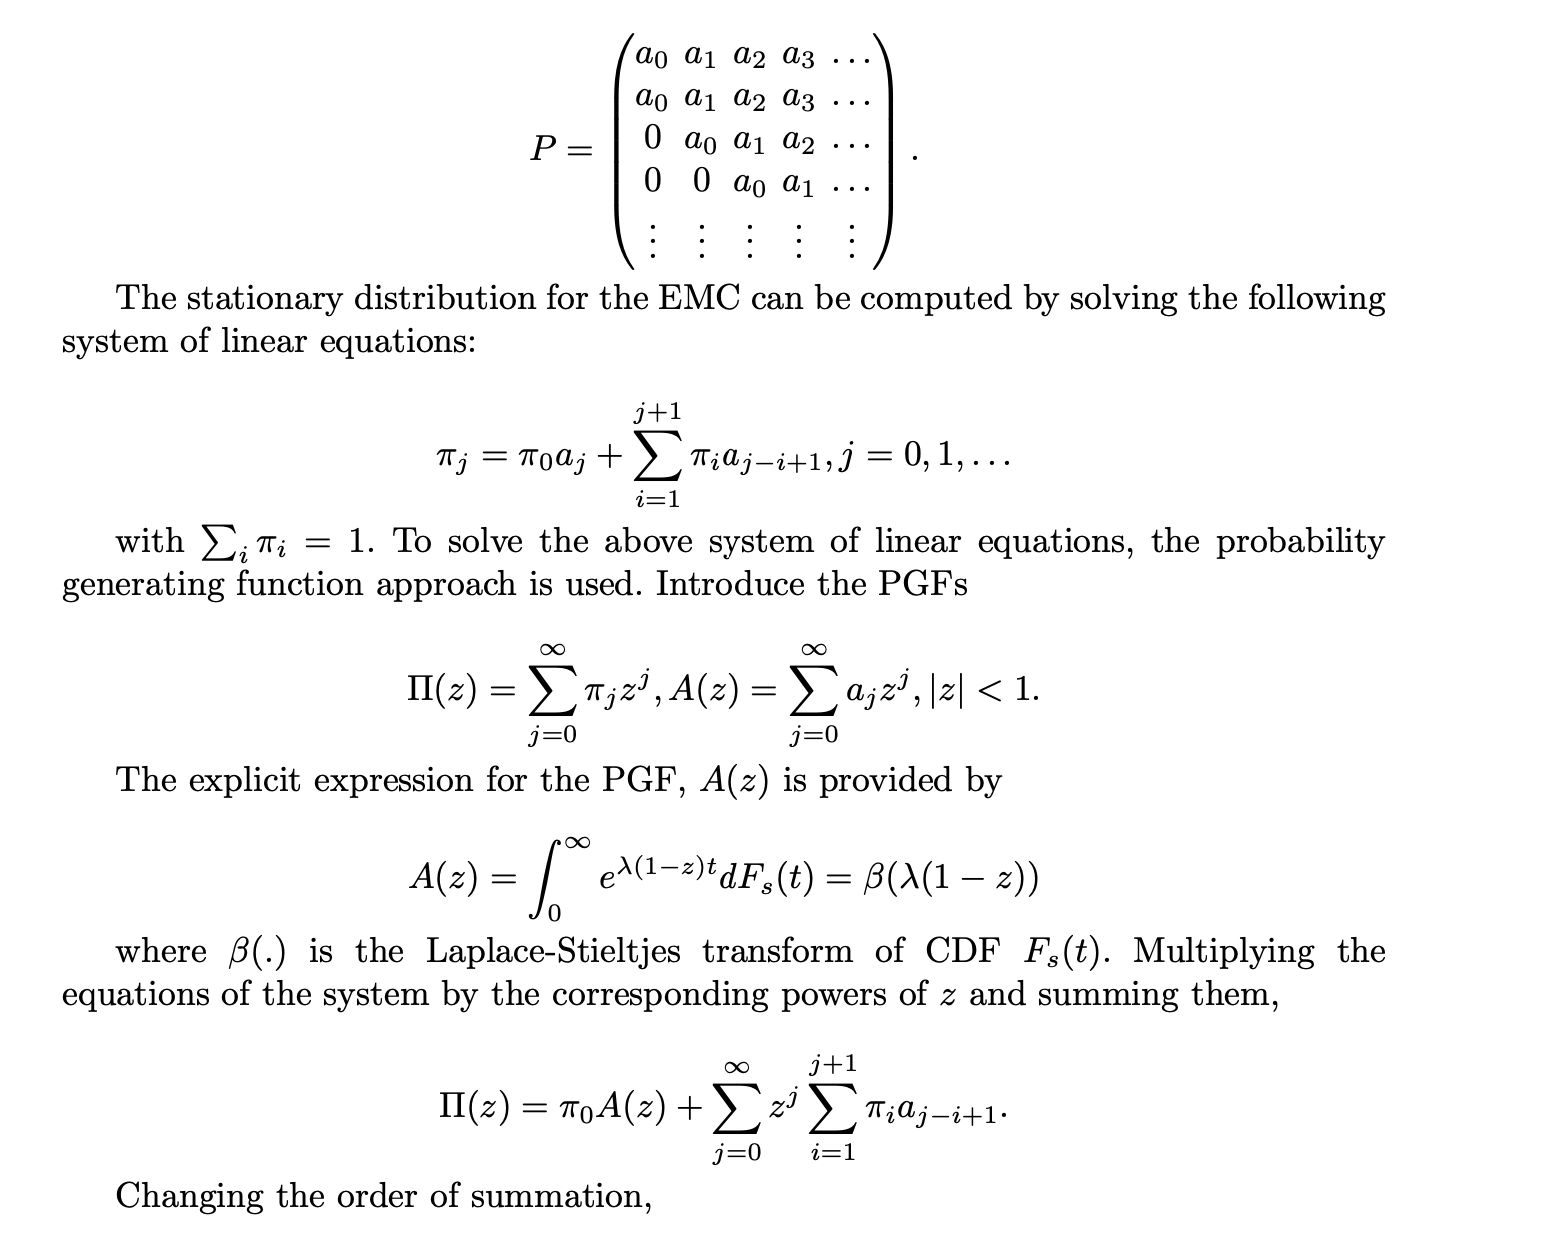 P = \begin{pmatrix} a_0 & a_1 & a_2 & a_3 & \dots \\ a_0 & a_1 & a_2 & a_3 & \dots \\ 0 & a_0 & a_1 & a_2 & \dots \\ 0 & 0 & a_0 & a_1 & \dots \\ \vdots & \vdots & \vdots & \vdots & \vdots \end{pmatrix}.
The stationary distribution for the EMC can be computed by solving the following
system of linear equations:
\pi_j = \pi_0 a_j + \sum_{i=1}^{j+1} \pi_i a_{j-i+1}, j = 0, 1, \dots
with \sum_i \pi_i = 1. To solve the above system of linear equations, the probability
generating function approach is used. Introduce the PGFs
\Pi(z) = \sum_{j=0}^{\infty} \pi_j z^j, A(z) = \sum_{j=0}^{\infty} a_j z^j, |z| < 1.
The explicit expression for the PGF, A(z) is provided by
A(z) = \int_0^{\infty} e^{\lambda(1-z)t} dF_s(t) = \beta(\lambda(1 - z))
where \beta(.) is the Laplace-Stieltjes transform of CDF F_s(t). Multiplying the
equations of the system by the corresponding powers of z and summing them,
\Pi(z) = \pi_0 A(z) + \sum_{j=0}^{\infty} z^j \sum_{i=1}^{j+1} \pi_i a_{j-i+1}.
Changing the order of summation,